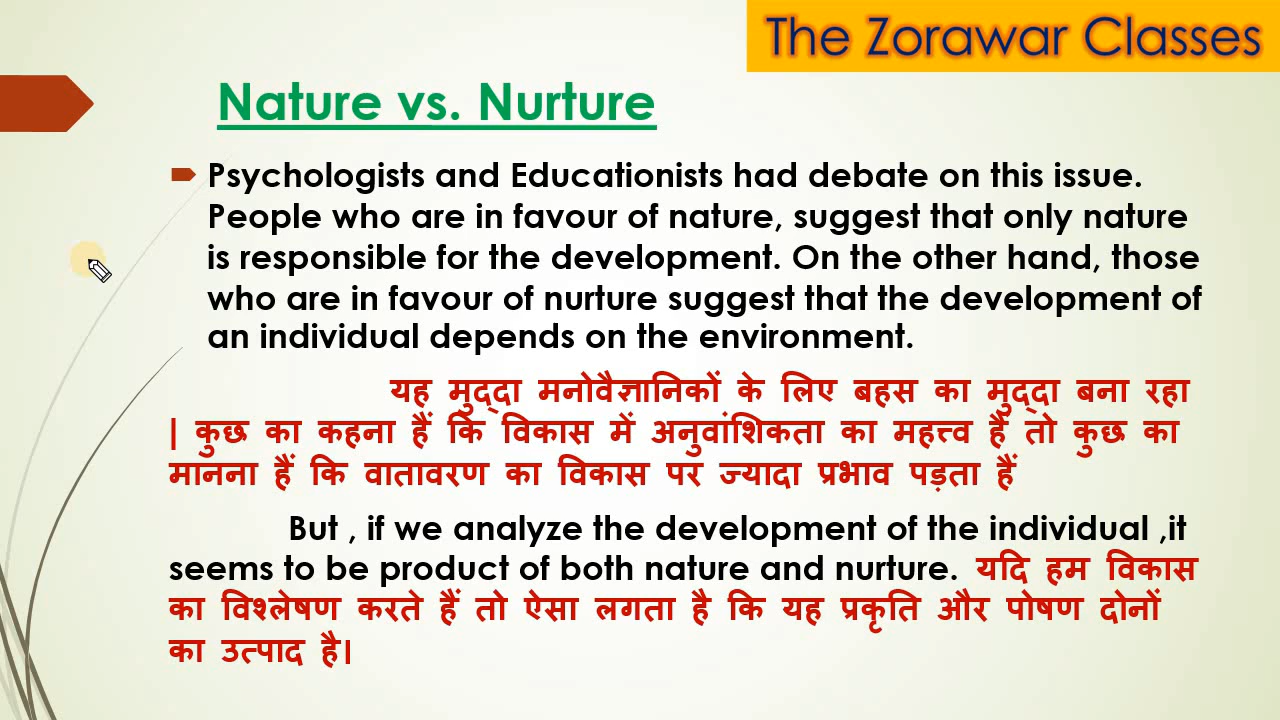 The Zorawar Classes
Nature vs. Nurture
Psychologists and Educationists had debate on this issue.
People who are in favour of nature, suggest that only nature
is responsible for the development. On the other hand, those
who are in favour of nurture suggest that the development of
an individual depends on the environment.
यह मुद्दा मनोवैज्ञानिकों के लिए बहस का मुद्दा बना रहा
| कुछ का कहना हैं कि विकास में अनुवांशिकता का महत्त्व हैं तो कुछ का
मानना हैं कि वातावरण का विकास पर ज्यादा प्रभाव पड़ता हैं
But , if we analyze the development of the individual ,it
seems to be product of both nature and nurture. यदि हम विकास
का विश्लेषण करते हैं तो ऐसा लगता है कि यह प्रकृति और पोषण दोनों
का उत्पाद है।